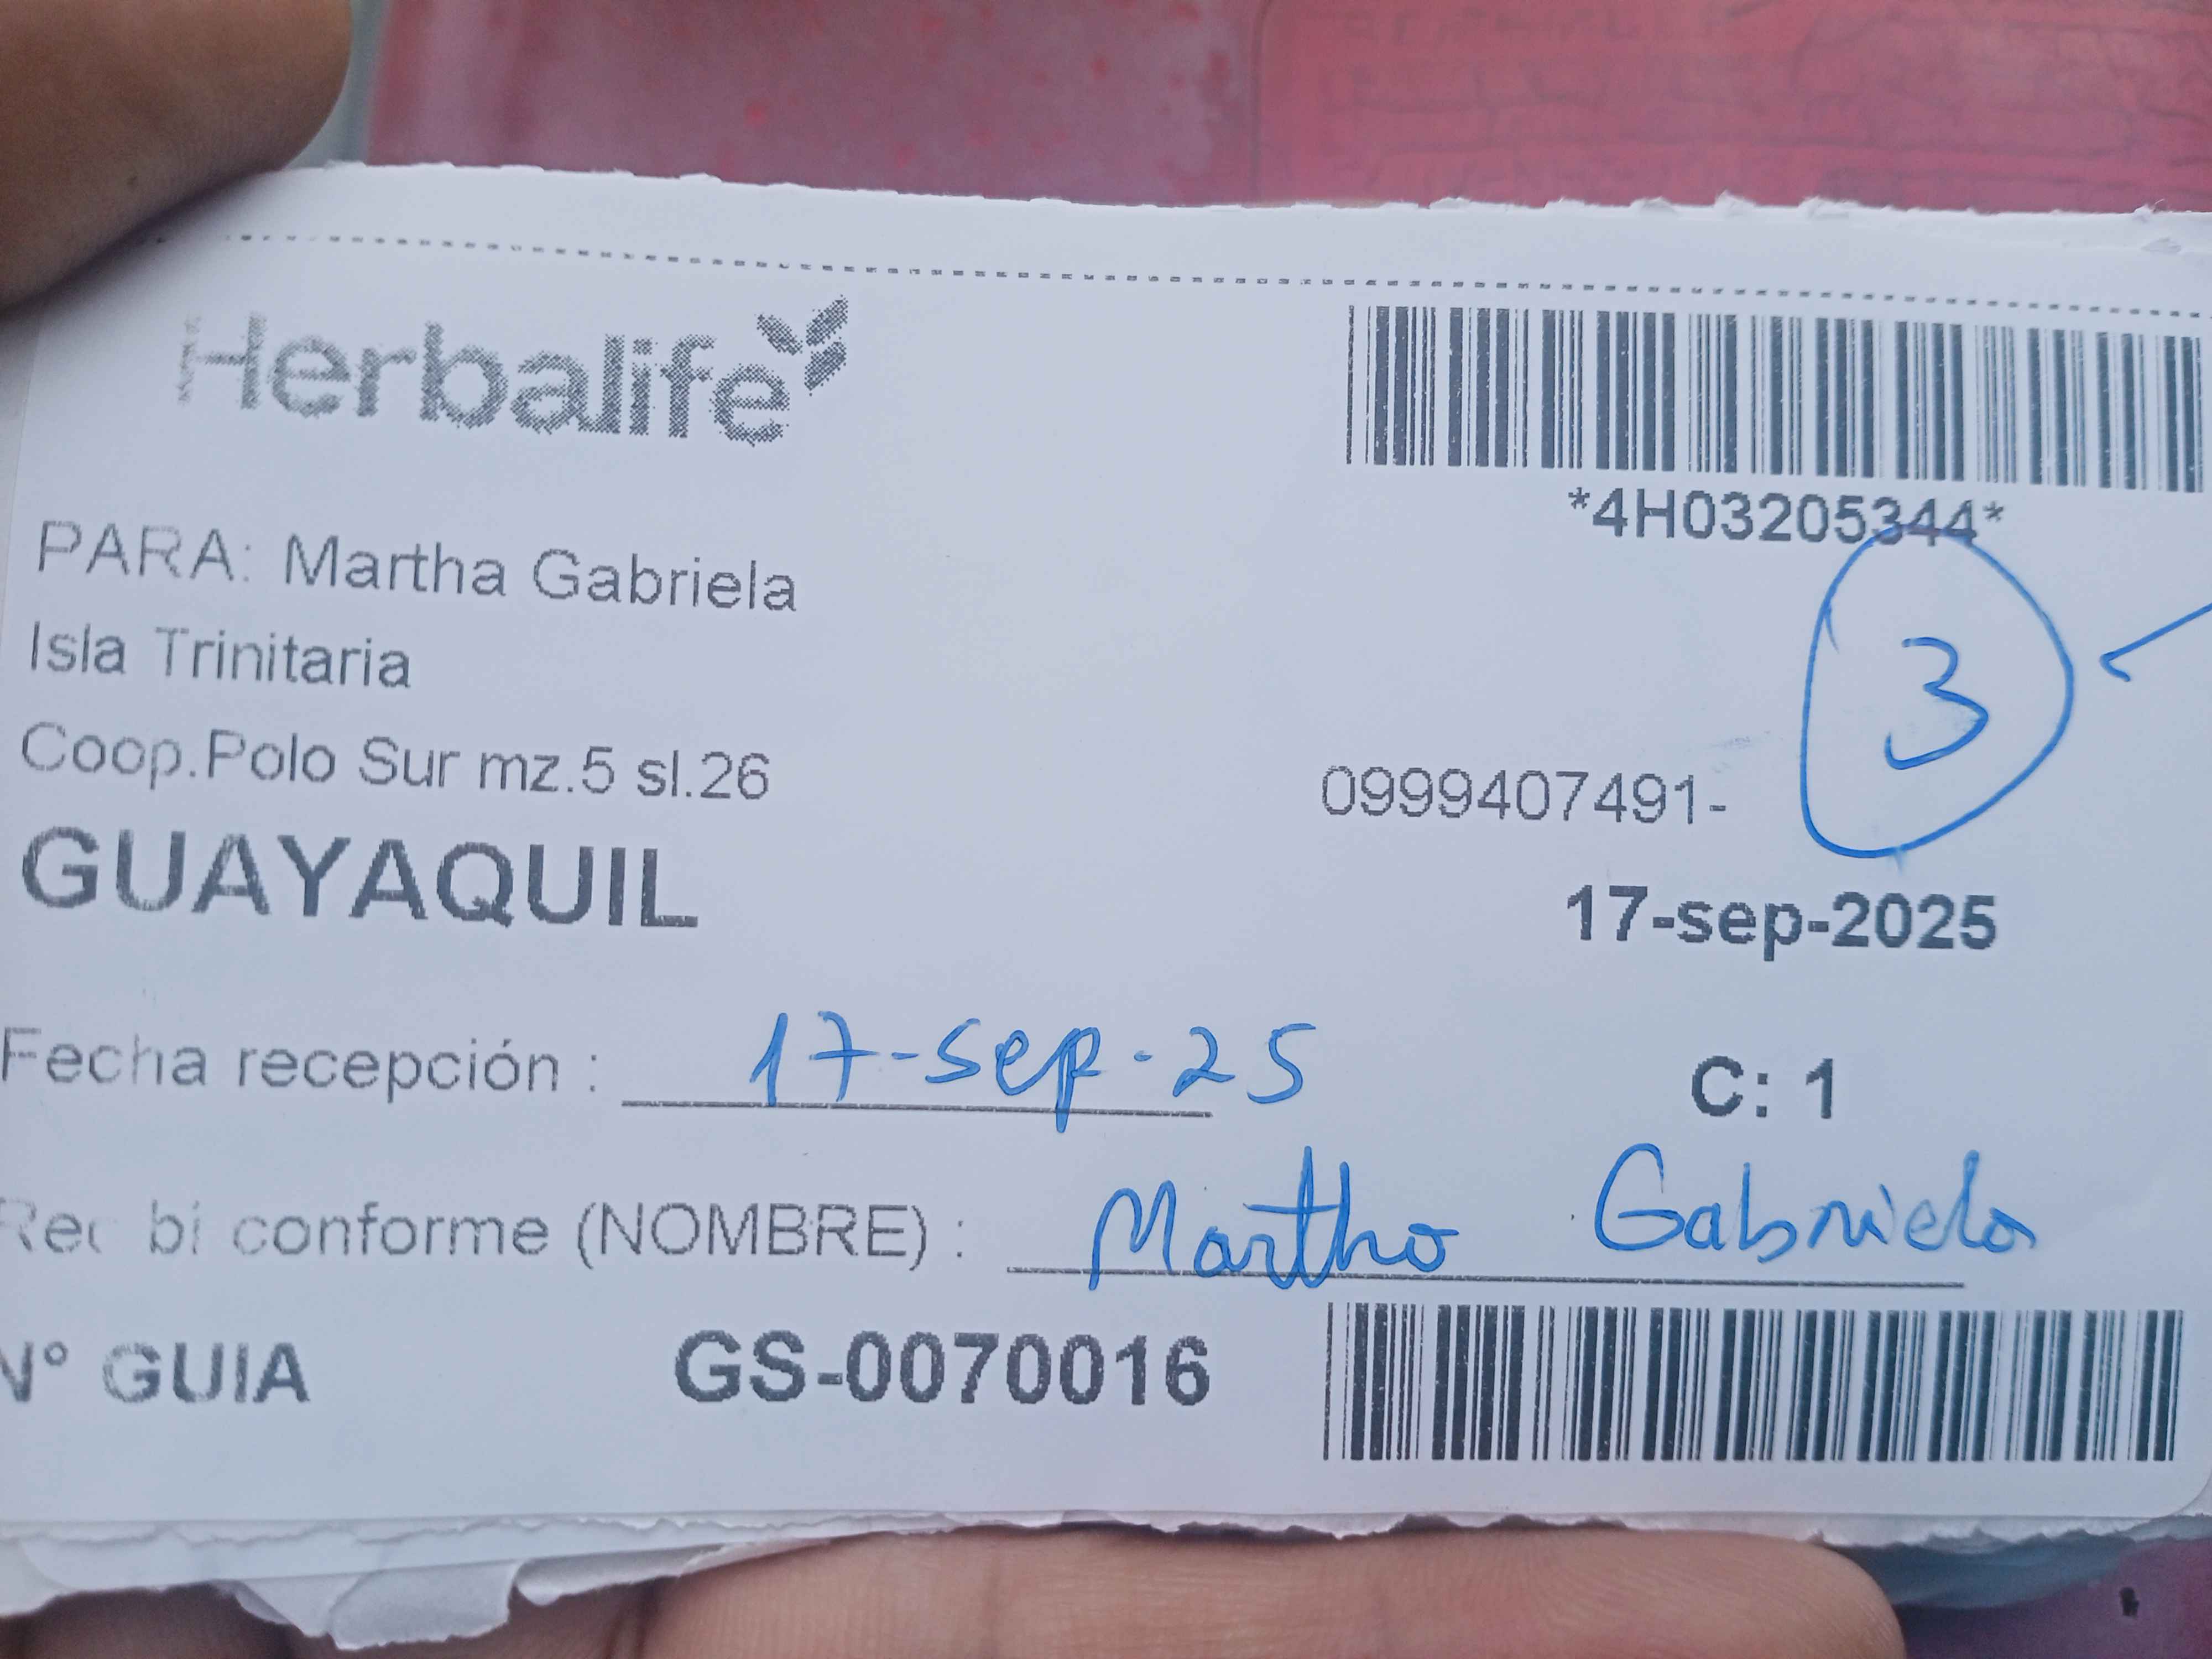 Herbalife
*4H03205344*
PARA: Martha Gabriela
Isla Trinitaria
3
Coop.Polo Sur mz.5 sl.26
0999407491-
GUAYAQUIL
17-sep-2025
Fecha recepción : 17-sep-25
C: 1
Recibi conforme (NOMBRE) : Martha Gabriela
N° GUIA GS-0070016